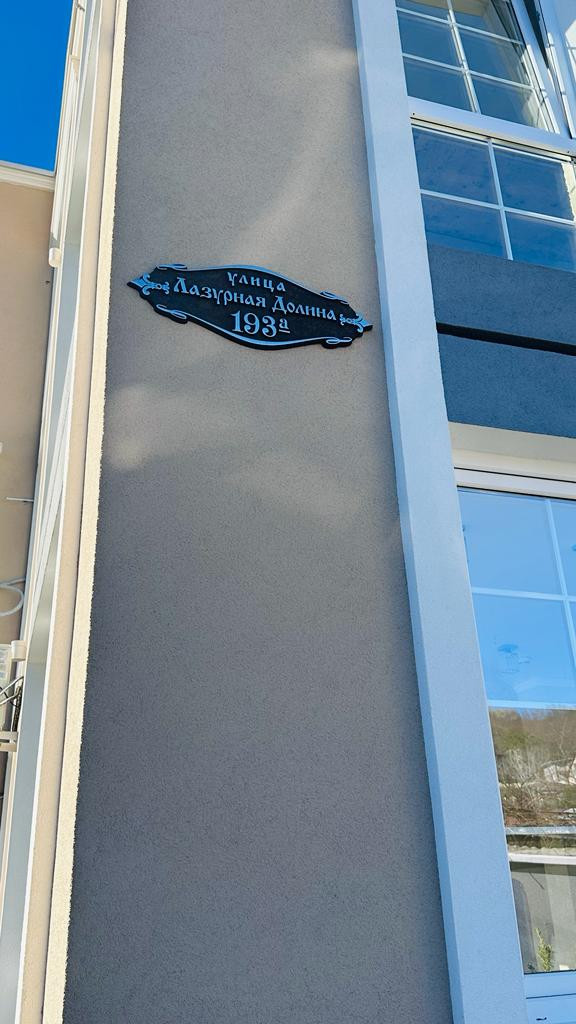 улица
Лазурная Долина
193а